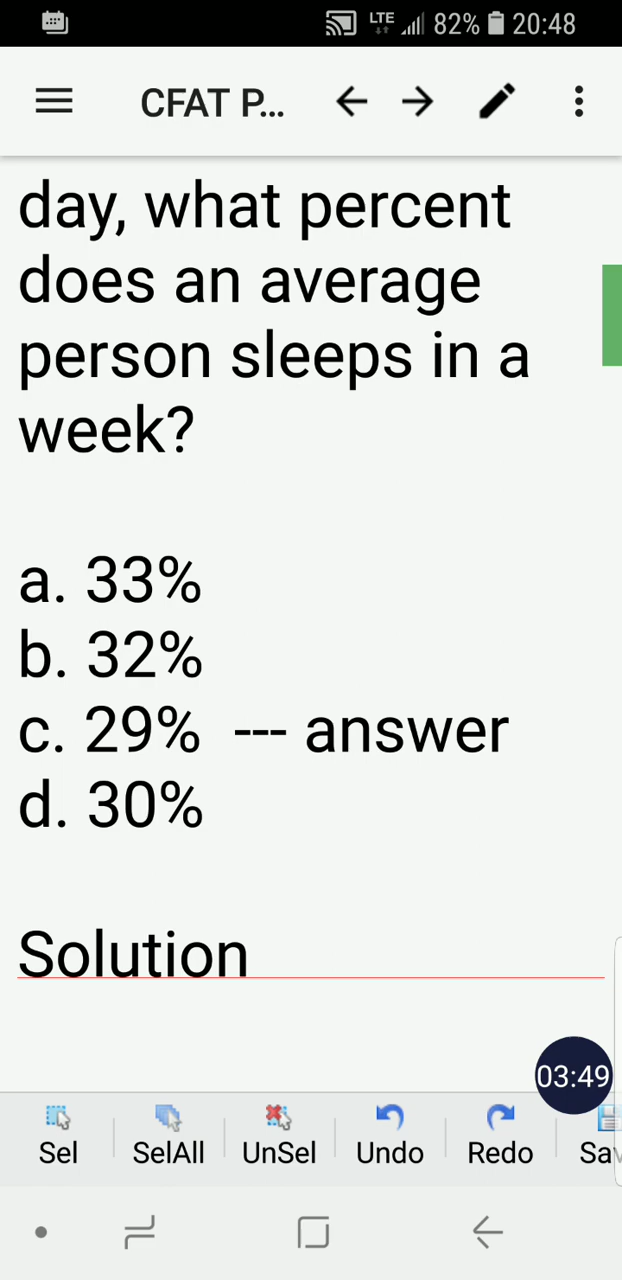 LTE 82% 20:48
CFAT P...
day, what percent
does an average
person sleeps in a
week?
a. 33%
b. 32%
c. 29% --- answer
d. 30%
Solution
03:49
Sel SelAll UnSel Undo Redo Sav